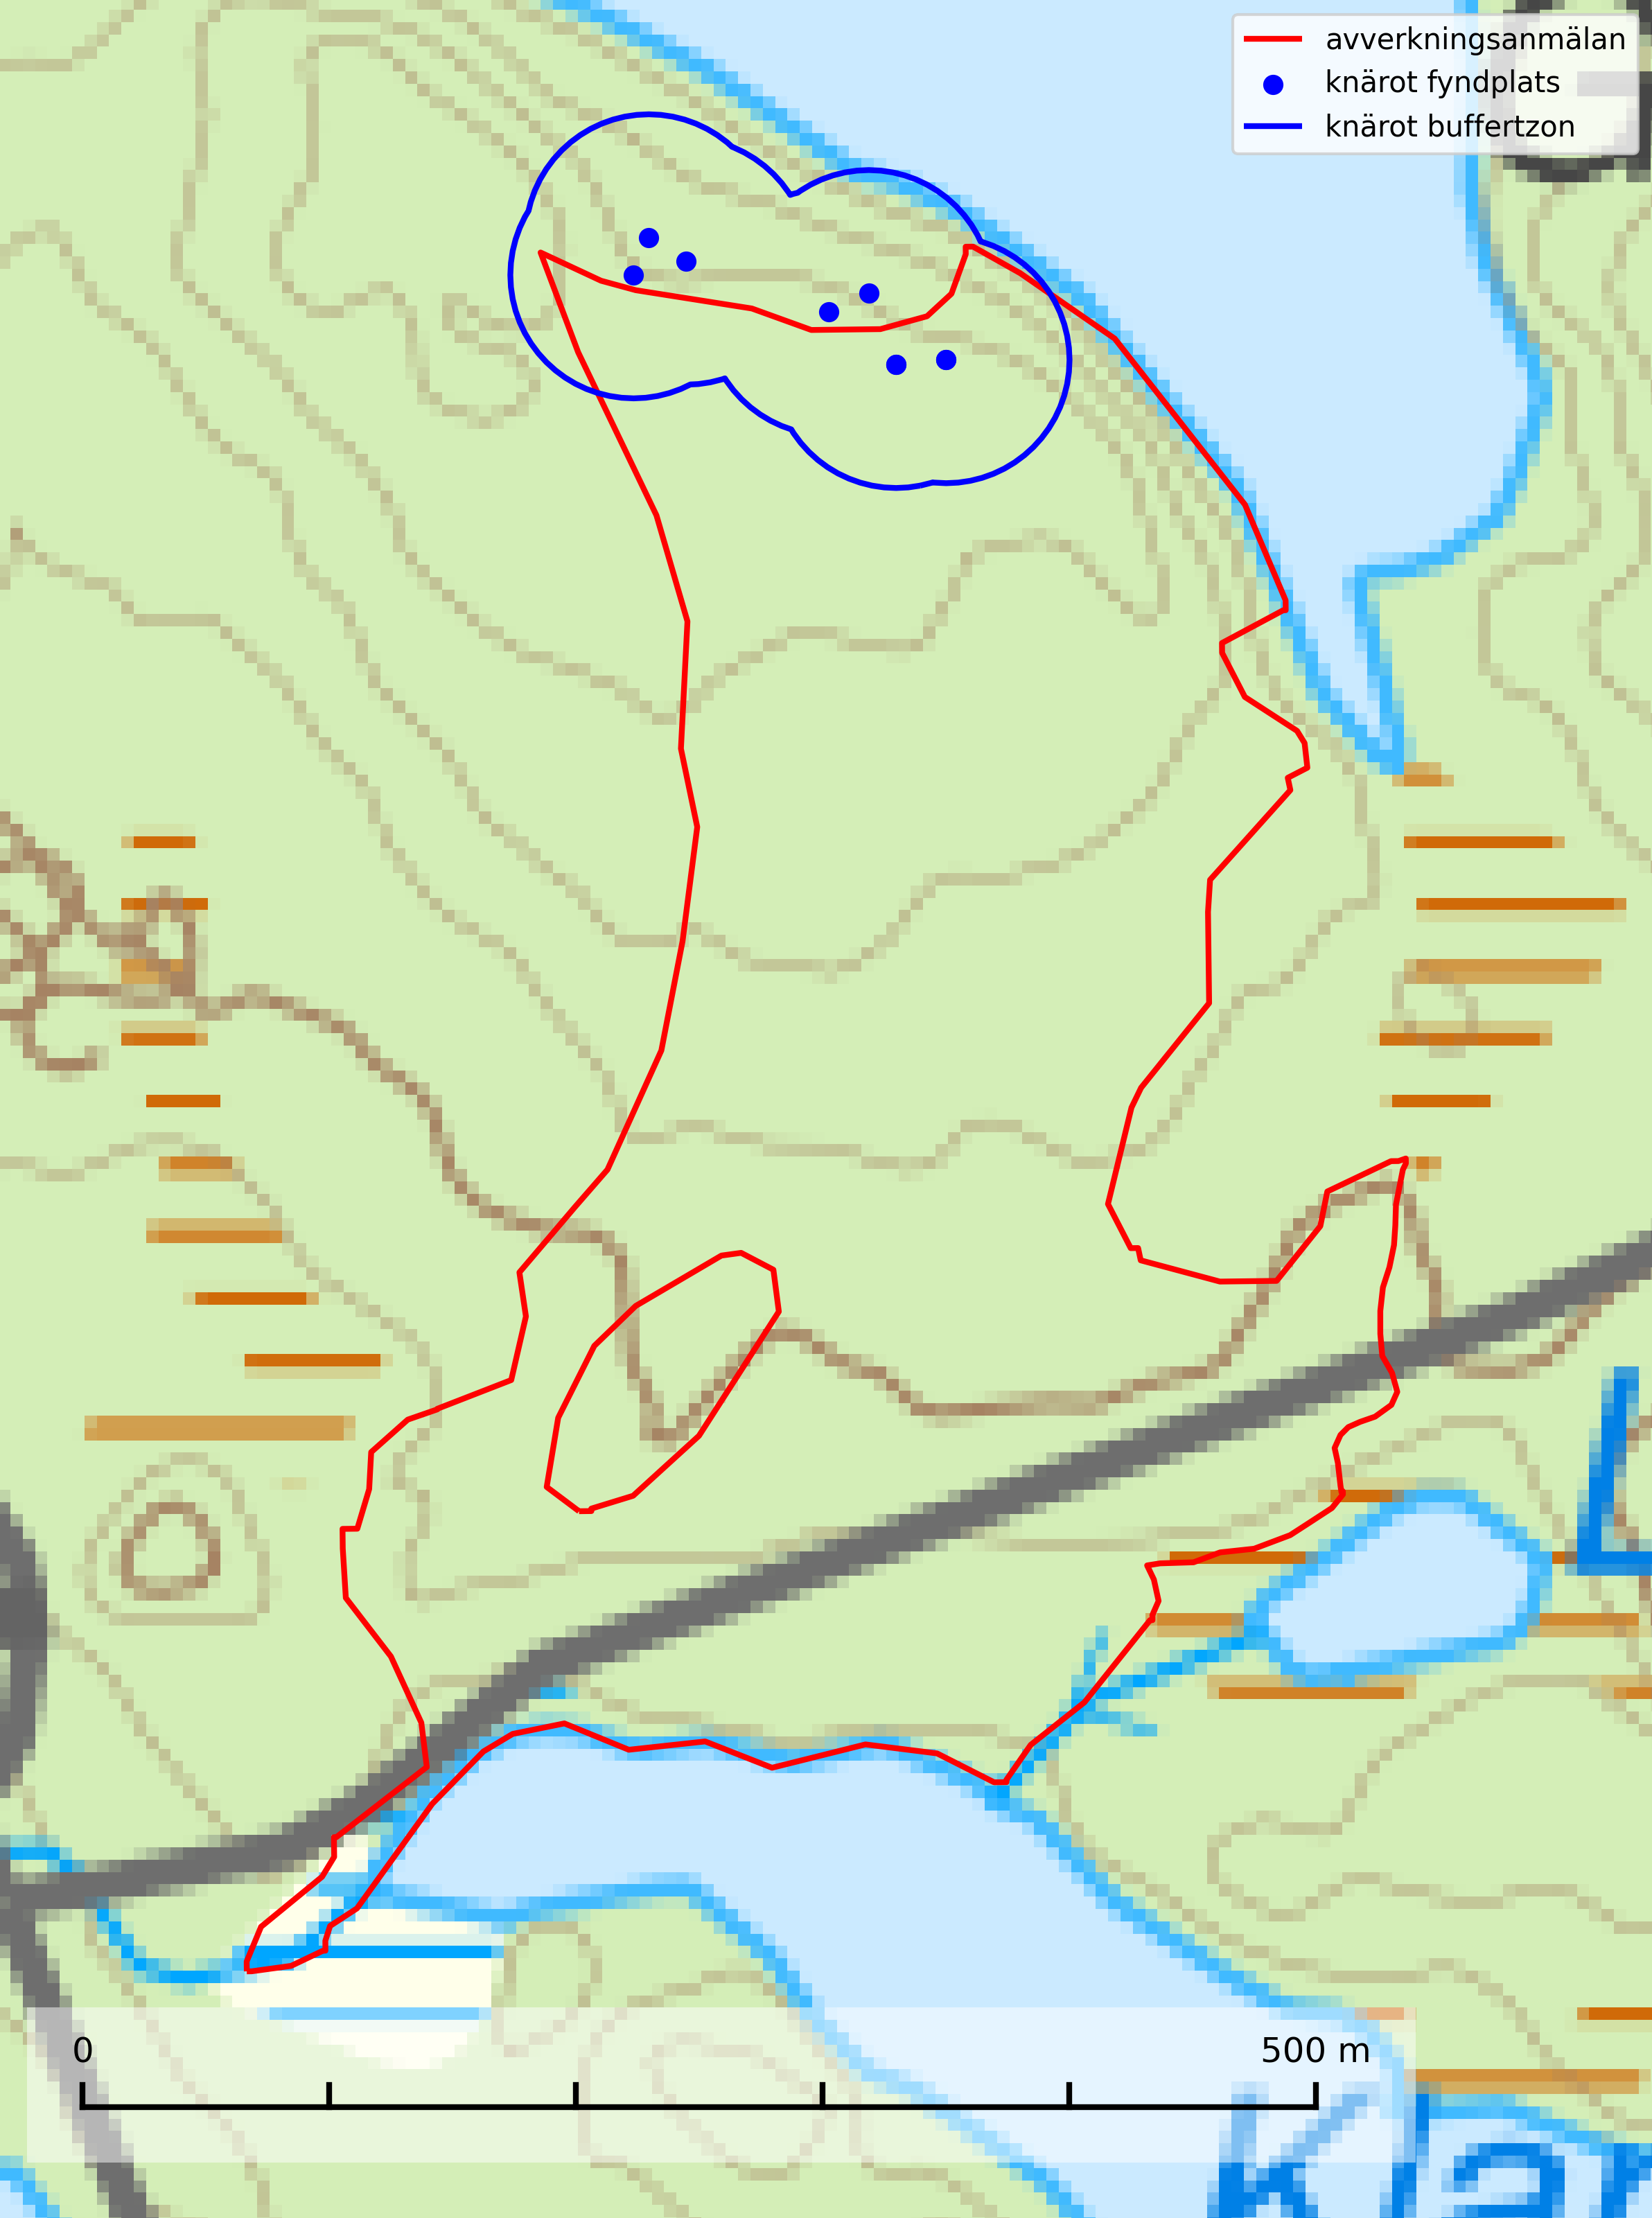 avverkningsanmälan
knärot fyndplats
knärot buffertzon
0 500 m